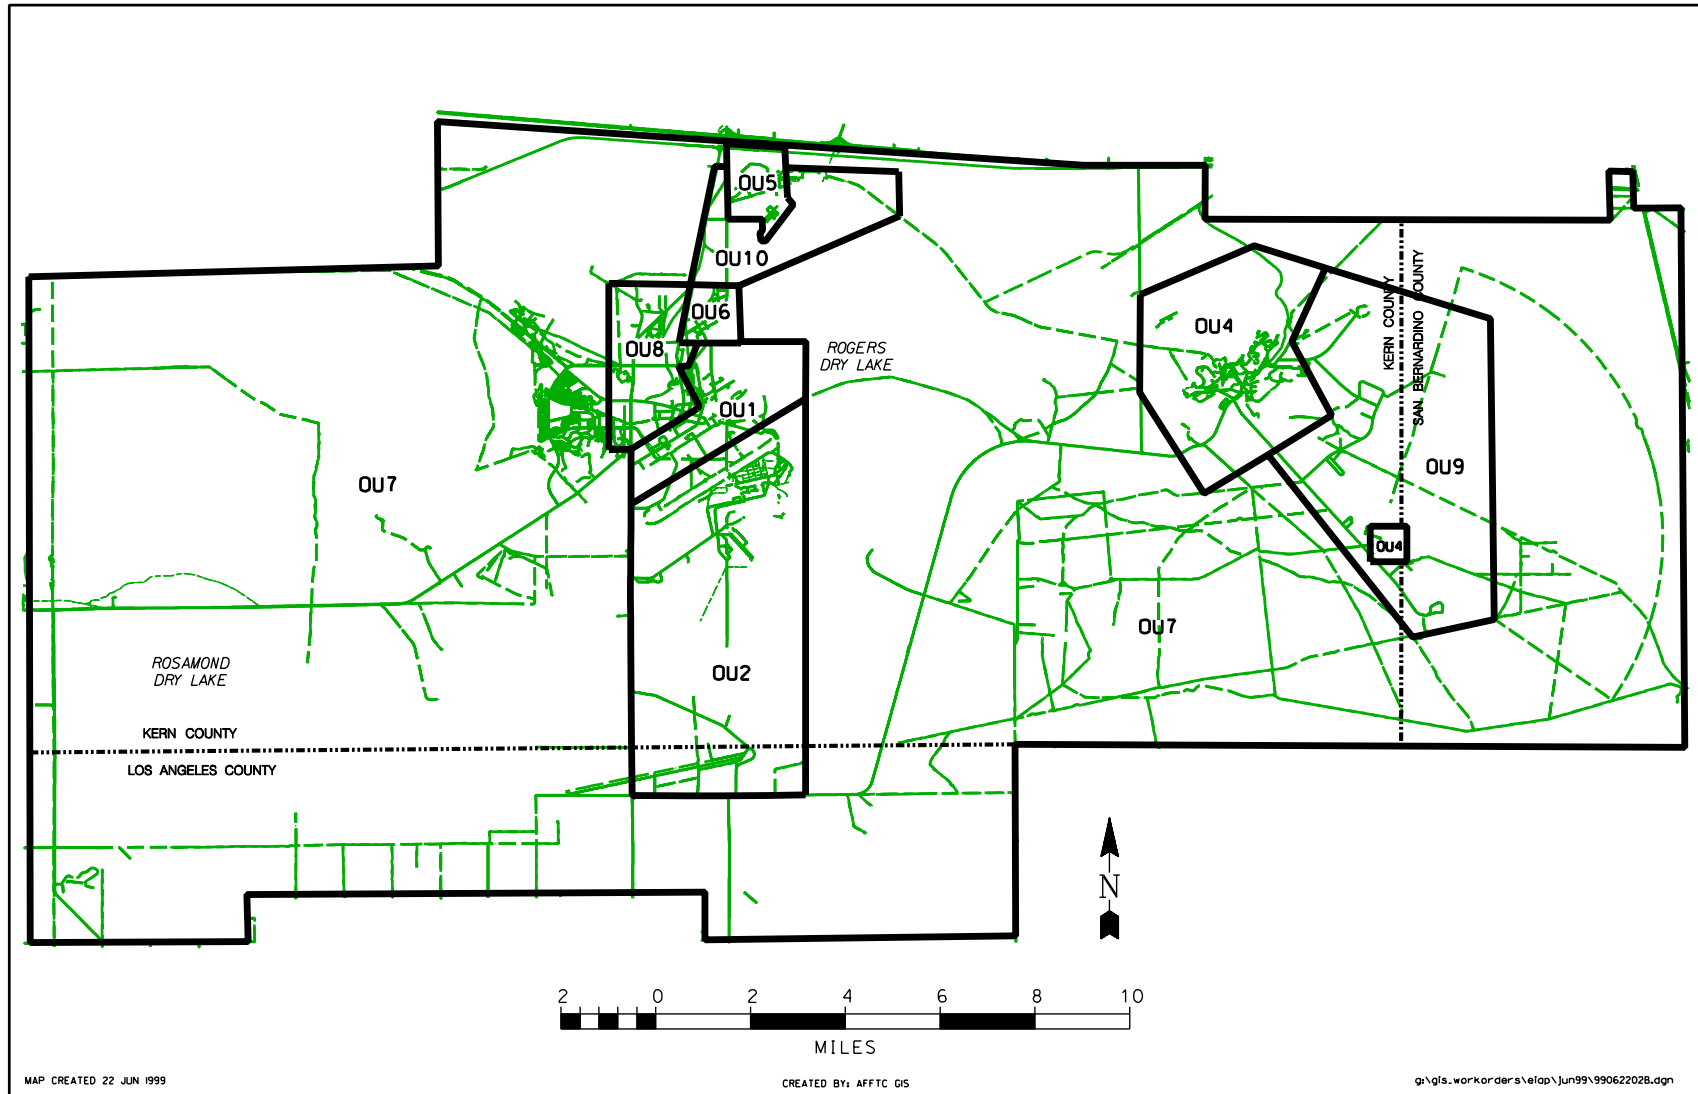 OU5
OU10
OU6
OU8
OU1
ROGERS
DRY LAKE
OU4
KERN COUNTY
SAN BERNARDINO COUNTY
OU9
OU4
OU7
OU7
OU2
ROSAMOND
DRY LAKE
KERN COUNTY
LOS ANGELES COUNTY
N
2 0 2 4 6 8 10
MILES
MAP CREATED 22 JUN 1999
CREATED BY: AFFTC GIS
g:\gis_workorders\eiap\jun99\99062202B.dgn